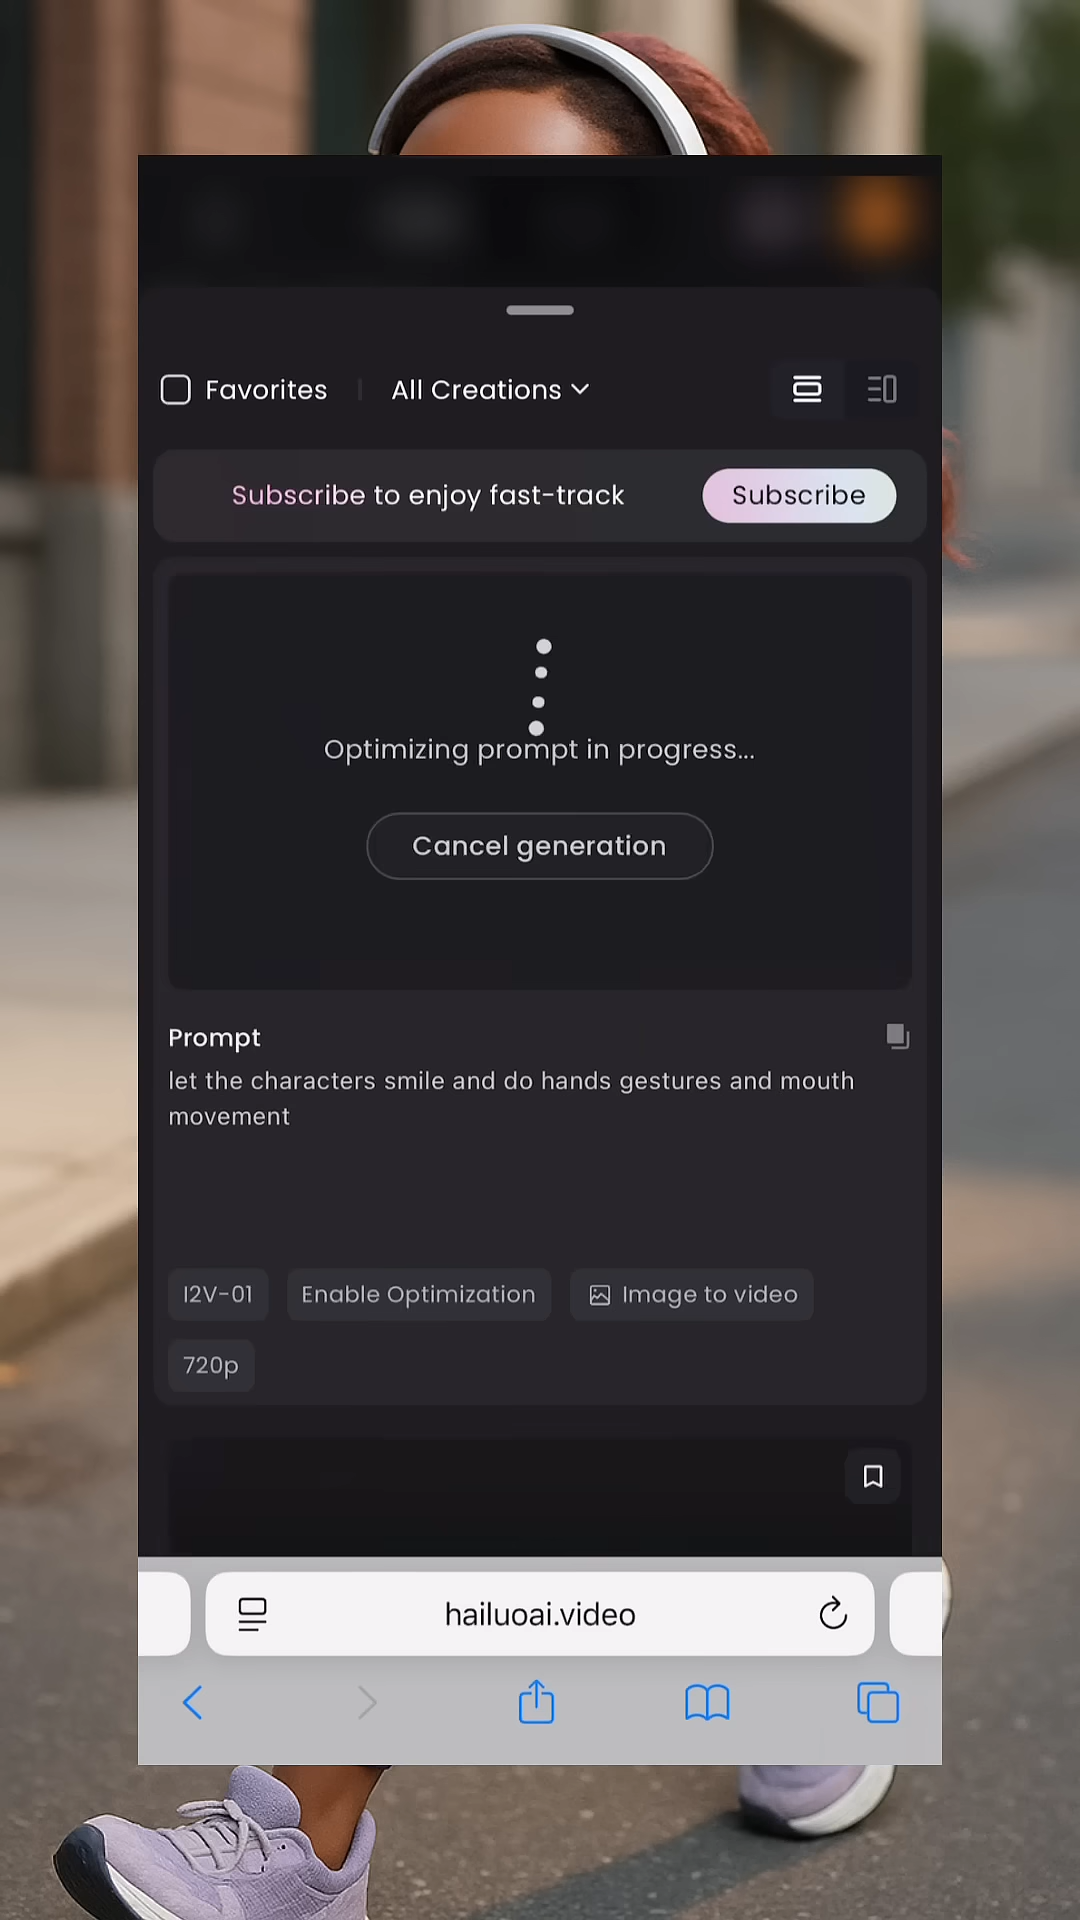 Favorites
All Creations
Subscribe to enjoy fast-track
Subscribe
Optimizing prompt in progress...
Cancel generation
Prompt
let the characters smile and do hands gestures and mouth
movement
I2V-01
Enable Optimization
Image to video
720p
hailuoai.video